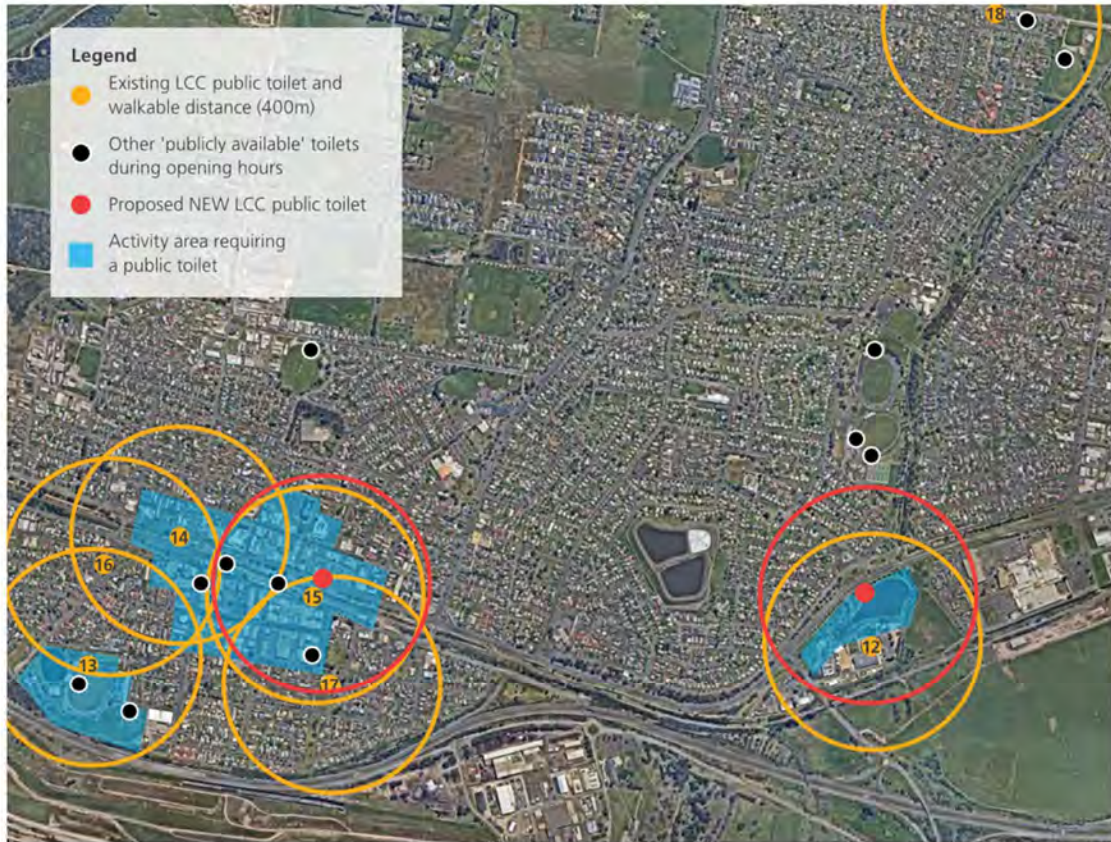 Legend
Existing LCC public toilet and
walkable distance (400m)
Other 'publicly available' toilets
during opening hours
Proposed NEW LCC public toilet
Activity area requiring
a public toilet
18
14
16
15
13
17
12